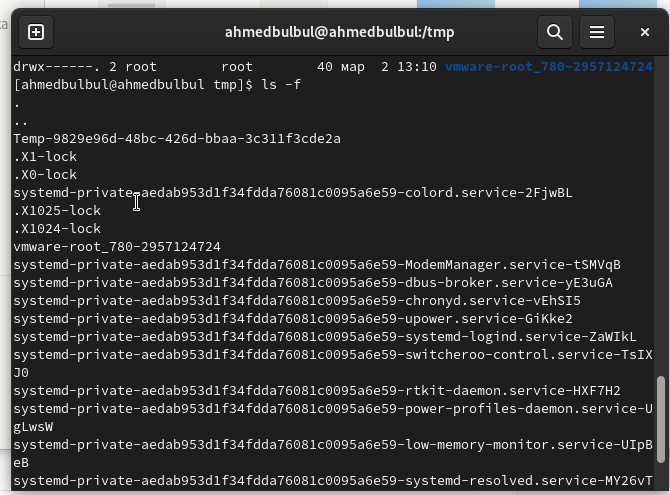 ahmedbulbul@ahmedbulbul:/tmp
drwx------. 2 root        root        40 мар  2 13:10 vmware-root_780-2957124724
[ahmedbulbul@ahmedbulbul tmp]$ ls -f
.
..
Temp-9829e96d-48bc-426d-bbaa-3c311f3cde2a
.X1-lock
.X0-lock
systemd-private-aedab953d1f34fdda76081c0095a6e59-colord.service-2FjwBL
.X1025-lock
.X1024-lock
vmware-root_780-2957124724
systemd-private-aedab953d1f34fdda76081c0095a6e59-ModemManager.service-tSMVqB
systemd-private-aedab953d1f34fdda76081c0095a6e59-dbus-broker.service-yE3uGA
systemd-private-aedab953d1f34fdda76081c0095a6e59-chronyd.service-vEhSI5
systemd-private-aedab953d1f34fdda76081c0095a6e59-upower.service-GiKke2
systemd-private-aedab953d1f34fdda76081c0095a6e59-systemd-logind.service-ZaWIkL
systemd-private-aedab953d1f34fdda76081c0095a6e59-switcheroo-control.service-TsIX
J0
systemd-private-aedab953d1f34fdda76081c0095a6e59-rtkit-daemon.service-HXF7H2
systemd-private-aedab953d1f34fdda76081c0095a6e59-power-profiles-daemon.service-U
gLwsW
systemd-private-aedab953d1f34fdda76081c0095a6e59-low-memory-monitor.service-UIpB
eB
systemd-private-aedab953d1f34fdda76081c0095a6e59-systemd-resolved.service-MY26vT